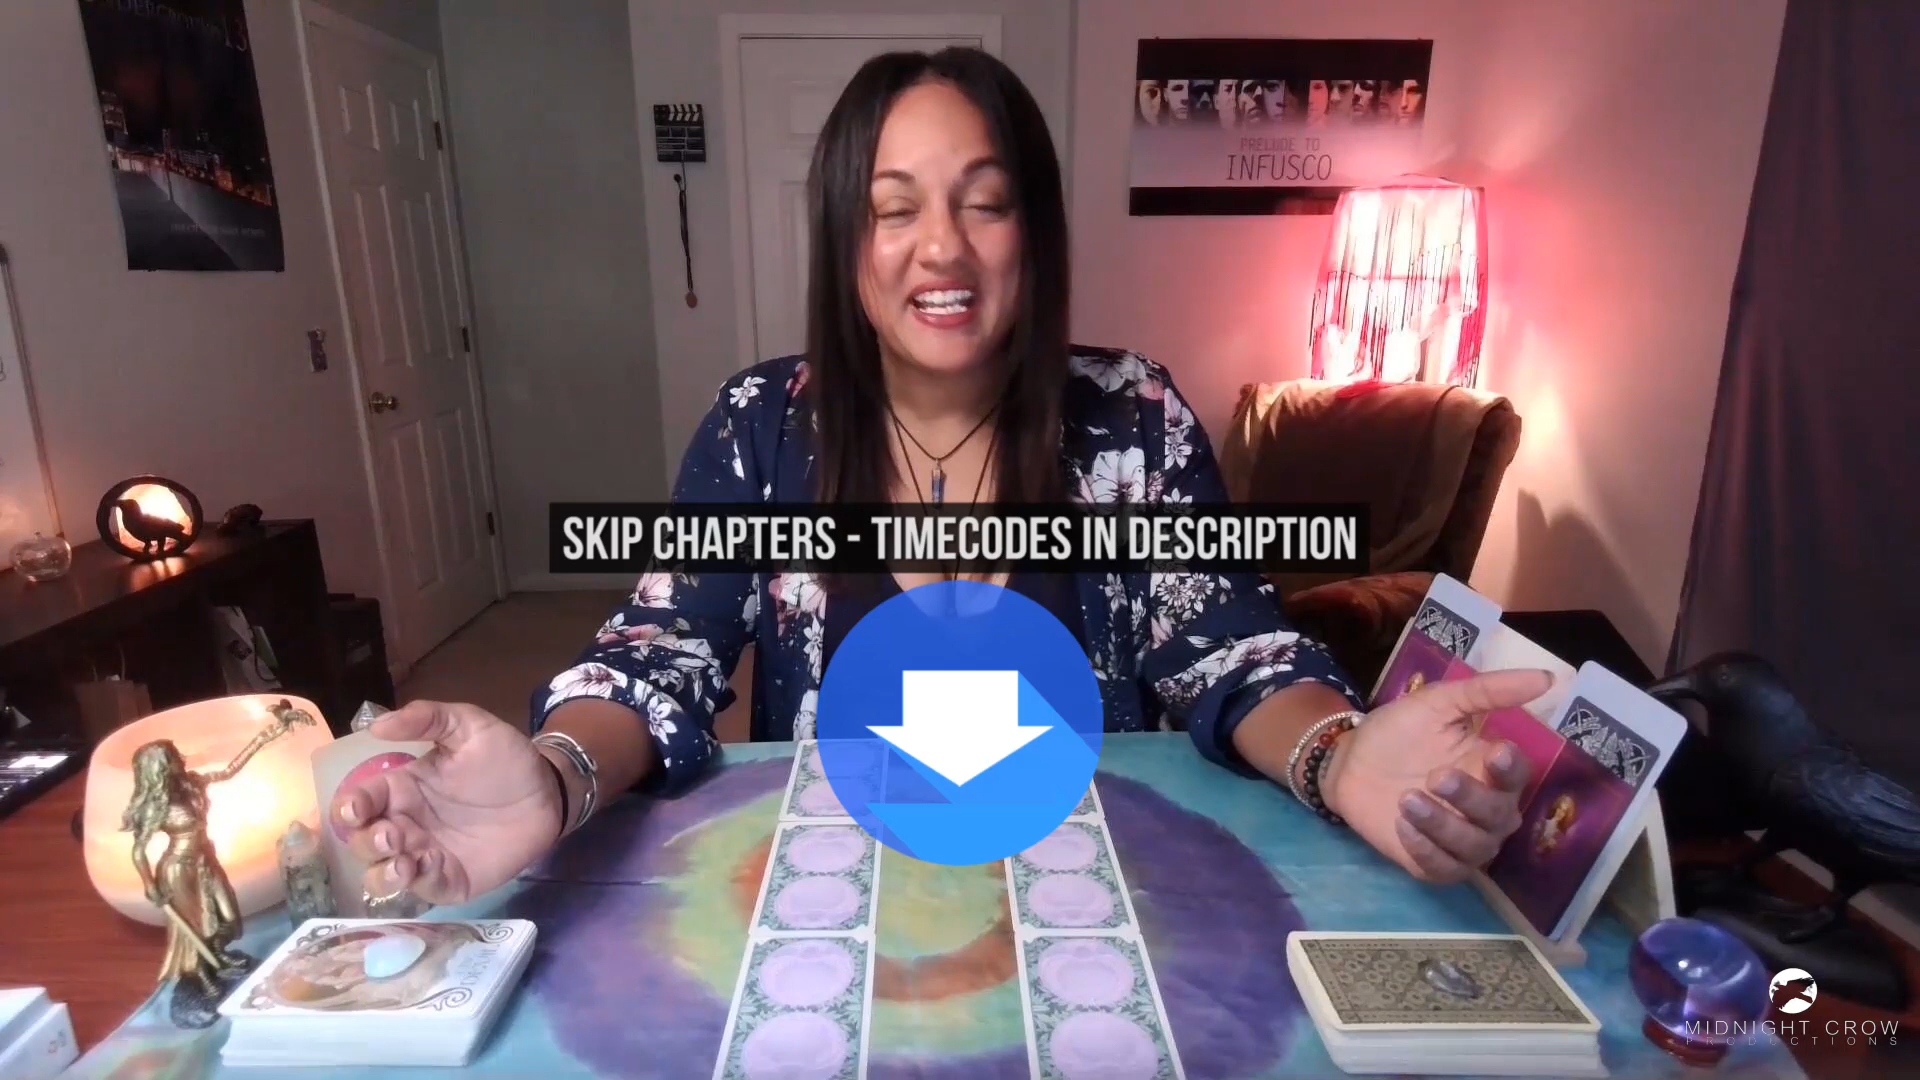 PRELUDE TO
INFUSCO
SKIP CHAPTERS - TIMECODES IN DESCRIPTION
MIDNIGHT CROW
PRODUCTIONS